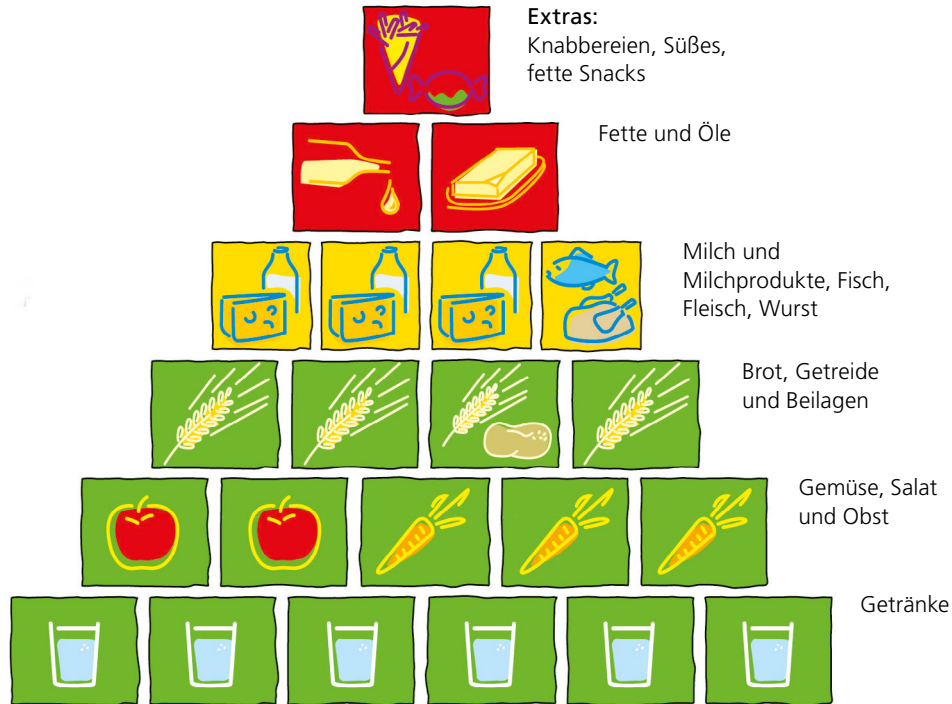 Extras:
Knabbereien, Süßes,
fette Snacks
Fette und Öle
Milch und
Milchprodukte, Fisch,
Fleisch, Wurst
Brot, Getreide
und Beilagen
Gemüse, Salat
und Obst
Getränke